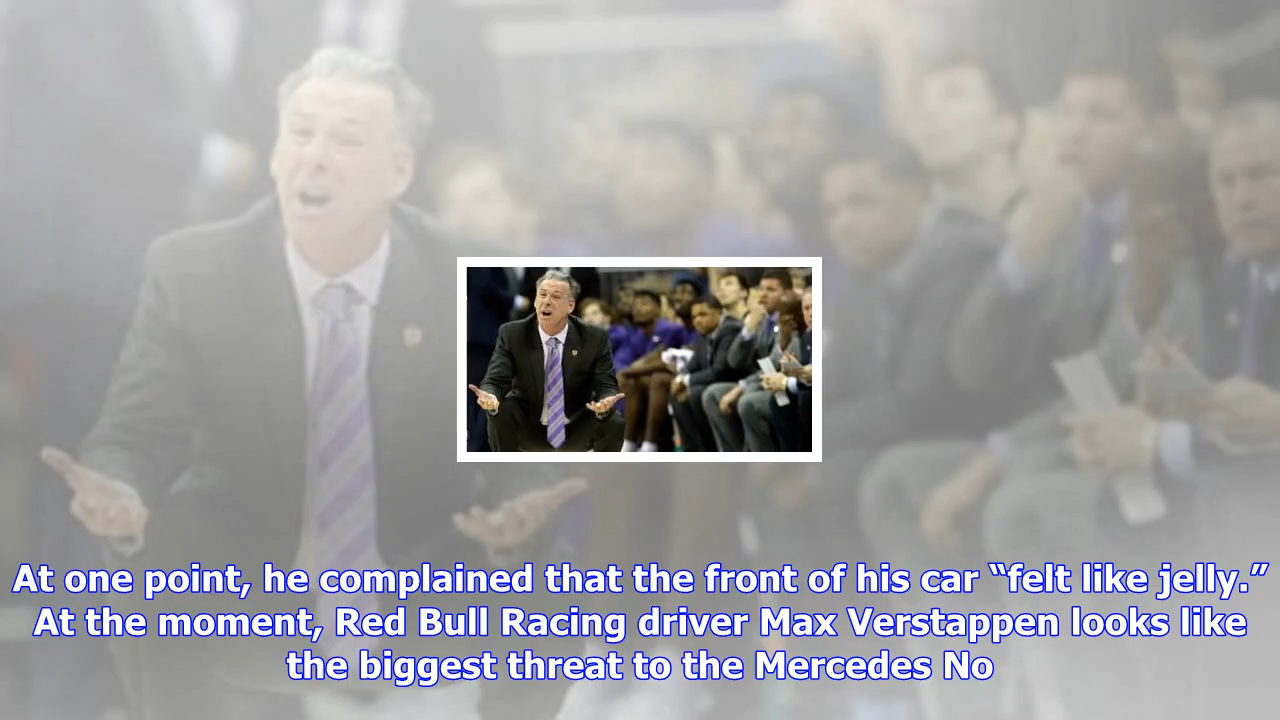 At one point, he complained that the front of his car “felt like jelly.”
At the moment, Red Bull Racing driver Max Verstappen looks like
the biggest threat to the Mercedes No